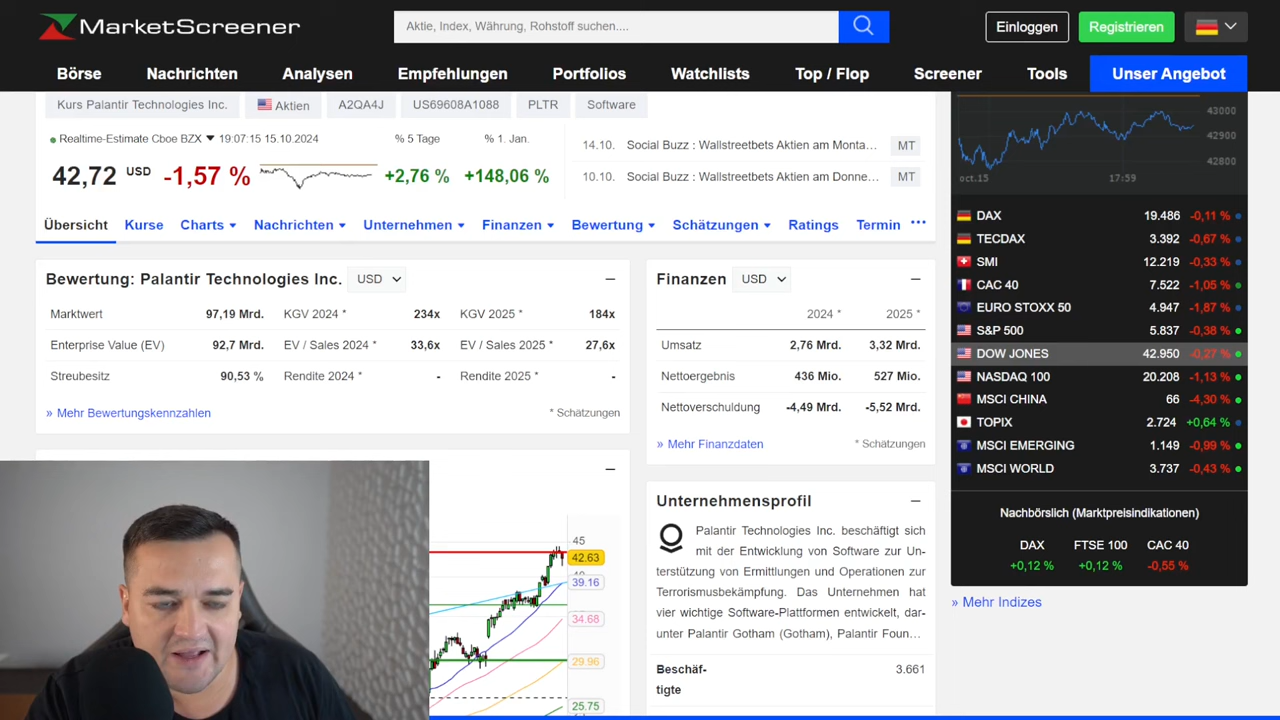 MarketScreener
Aktie, Index, Währung, Rohstoff suchen....
Einloggen
Registrieren
Börse Nachrichten Analysen Empfehlungen Portfolios Watchlists Top / Flop Screener Tools Unser Angebot
Kurs Palantir Technologies Inc. Aktien A2QA4J US69608A1088 PLTR Software
Realtime-Estimate Cboe BZX 19:07:15 15.10.2024 % 5 Tage % 1. Jan.
42,72 USD -1,57 % +2,76 % +148,06 %
14.10. Social Buzz : Wallstreetbets Aktien am Monta... MT
10.10. Social Buzz : Wallstreetbets Aktien am Donne... MT
Übersicht Kurse Charts Nachrichten Unternehmen Finanzen Bewertung Schätzungen Ratings Termin ...
Bewertung: Palantir Technologies Inc. USD
Marktwert 97,19 Mrd. KGV 2024 * 234x KGV 2025 * 184x
Enterprise Value (EV) 92,7 Mrd. EV / Sales 2024 * 33,6x EV / Sales 2025 * 27,6x
Streubesitz 90,53 % Rendite 2024 * - Rendite 2025 * -
» Mehr Bewertungskennzahlen * Schätzungen
Finanzen USD
2024 * 2025 *
Umsatz 2,76 Mrd. 3,32 Mrd.
Nettoergebnis 436 Mio. 527 Mio.
Nettoverschuldung -4,49 Mrd. -5,52 Mrd.
» Mehr Finanzdaten * Schätzungen
45
42.63
39.16
34.68
29.96
25.75
Unternehmensprofil
Palantir Technologies Inc. beschäftigt sich
mit der Entwicklung von Software zur Un-
terstützung von Ermittlungen und Operationen zur
Terrorismusbekämpfung. Das Unternehmen hat
vier wichtige Software-Plattformen entwickelt, dar-
unter Palantir Gotham (Gotham), Palantir Foun...
Beschäf-
tigte 3.661
43000
42900
42800
oct.15 17:59
DAX 19.486 -0,11 %
TECDAX 3.392 -0,67 %
SMI 12.219 -0,33 %
CAC 40 7.522 -1,05 %
EURO STOXX 50 4.947 -1,87 %
S&P 500 5.837 -0,38 %
DOW JONES 42.950 -0,27 %
NASDAQ 100 20.208 -1,13 %
MSCI CHINA 66 -4,30 %
TOPIX 2.724 +0,64 %
MSCI EMERGING 1.149 -0,99 %
MSCI WORLD 3.737 -0,43 %
Nachbörslich (Marktpreisindikationen)
DAX FTSE 100 CAC 40
+0,12 % +0,12 % -0,55 %
» Mehr Indizes